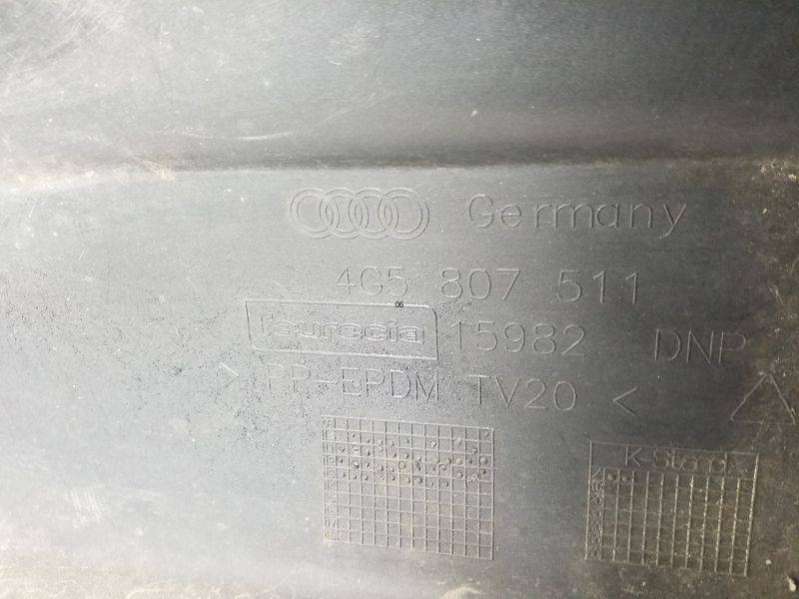 Germany
4G5 807 511
faurecia 15982 DNP
> PP-EPDM TV20 <